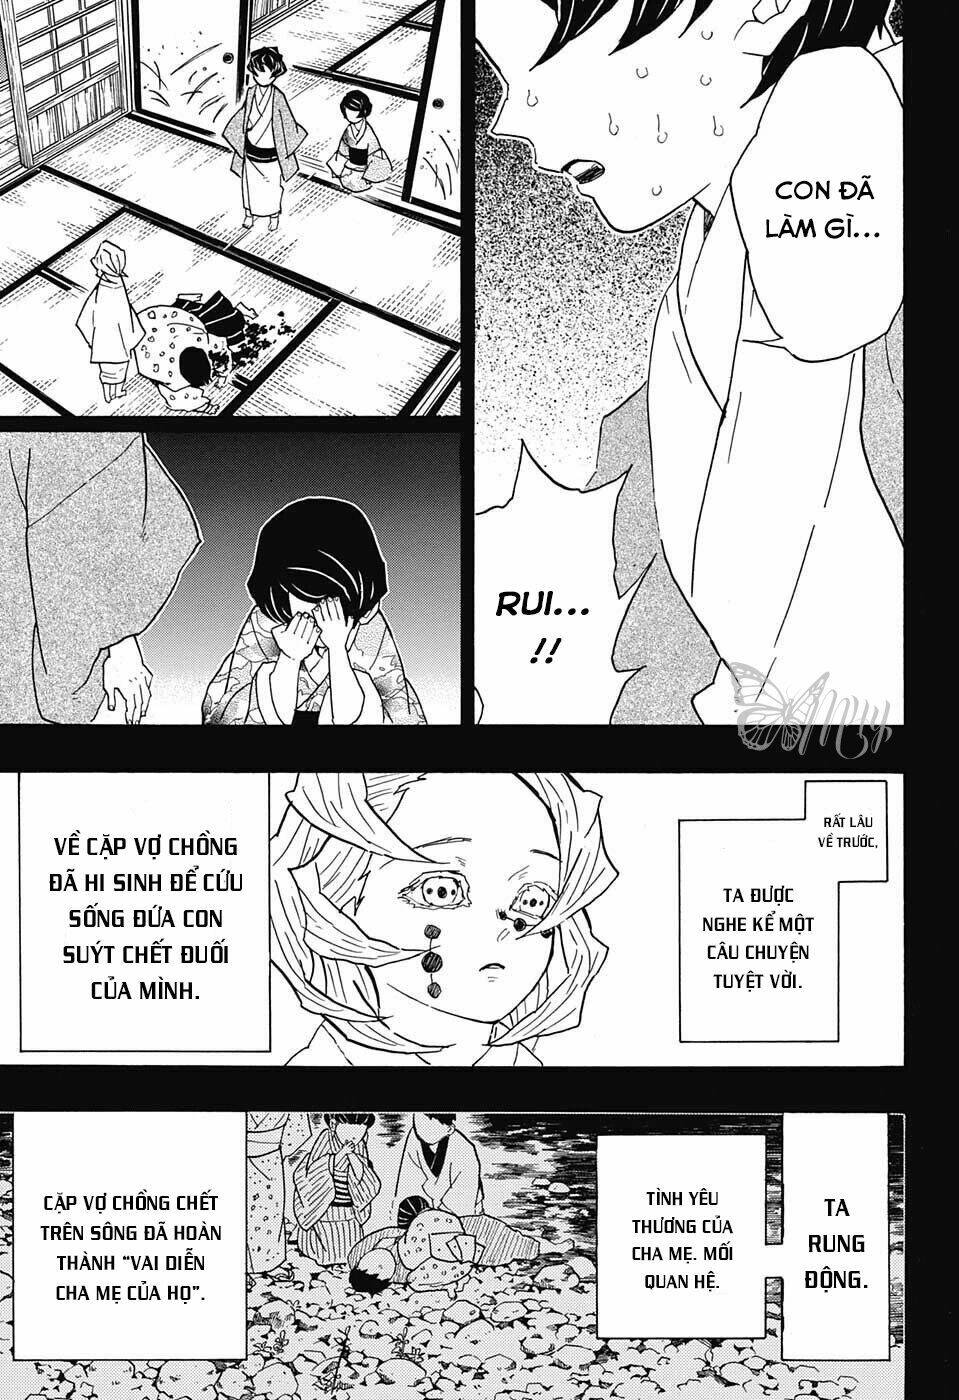 CON ĐÃ
LÀM GÌ...
RUI...
!!
Mุy
RẤT LÂU
VỀ TRƯỚC,
TA ĐƯỢC
NGHE KỂ MỘT
CÂU CHUYỆN
TUYỆT VỜI.
VỀ CẶP VỢ CHỒNG
ĐÃ HI SINH ĐỂ CỨU
SỐNG ĐỨA CON
SUÝT CHẾT ĐUỐI
CỦA MÌNH.
TA
RUNG
ĐỘNG.
TÌNH YÊU
THƯƠNG CỦA
CHA MẸ. MỐI
QUAN HỆ.
CẶP VỢ CHỒNG CHẾT
TRÊN SÔNG ĐÃ HOÀN
THÀNH “VAI DIỄN
CHA MẸ CỦA HỌ”.